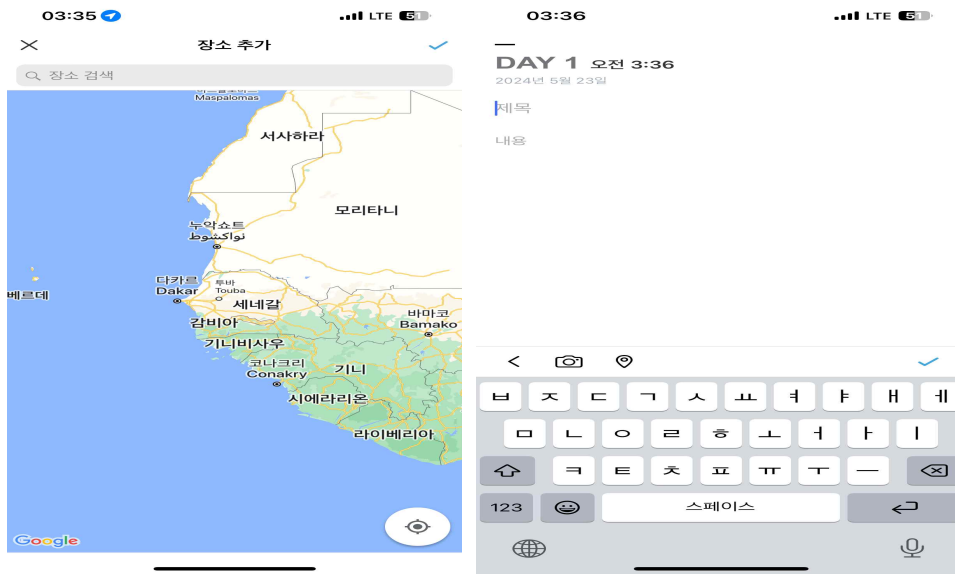 03:35
LTE 51
장소 추가
장소 검색
Maspalomas
서사하라
모리타니
누악쇼트
نواكشوط
다카르
Dakar
투바
Touba
베르데
세네갈
감비아
바마코
Bamako
기니비사우
코나크리
Conakry
기니
시에라리온
라이베리아
Google
03:36
LTE 51
DAY 1 오전 3:36
2024년 5월 23일
제목
내용
ㅂ ㅈ ㄷ ㄱ ㅅ ㅛ ㅕ ㅑ ㅐ ㅔ
ㅁ ㄴ ㅇ ㄹ ㅎ ㅗ ㅓ ㅏ ㅣ
ㅋ ㅌ ㅊ ㅍ ㅠ ㅜ ㅡ
123 스페이스